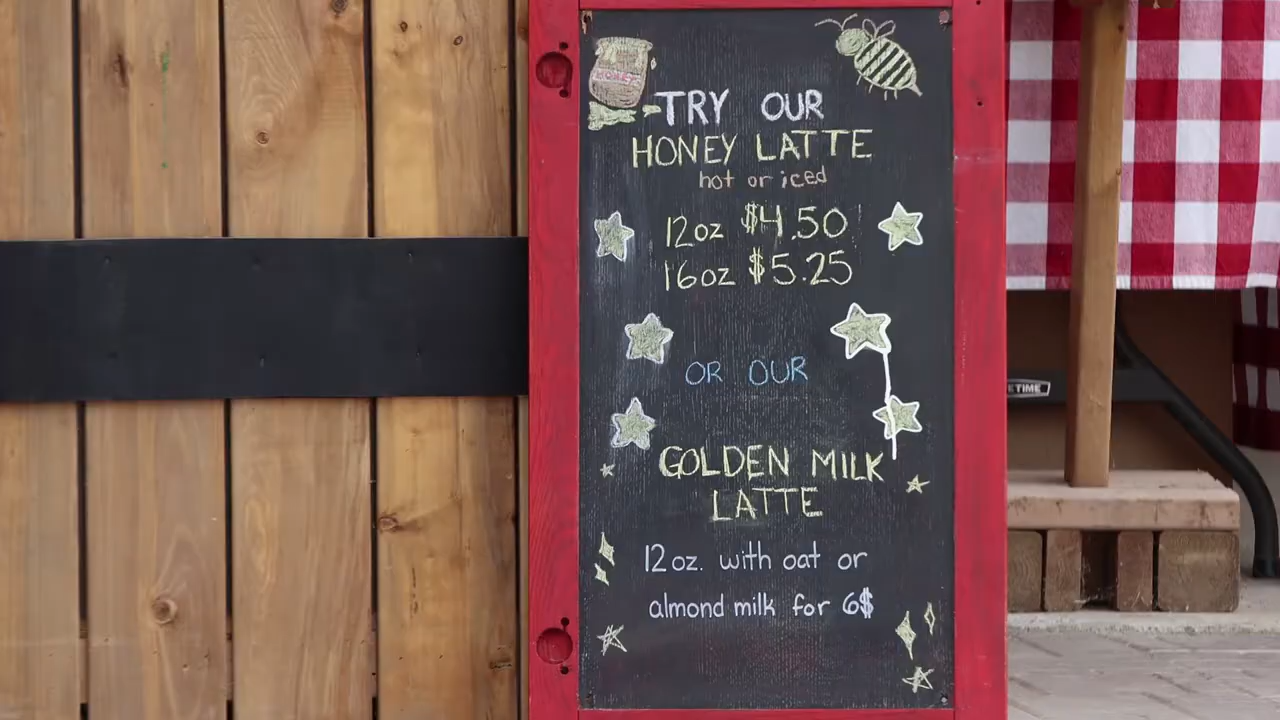 HONEY
TRY OUR
HONEY LATTE
hot or iced
12oz $4.50
16oz $5.25
OR OUR
GOLDEN MILK
LATTE
12oz. with oat or
almond milk for 6$
ETIME